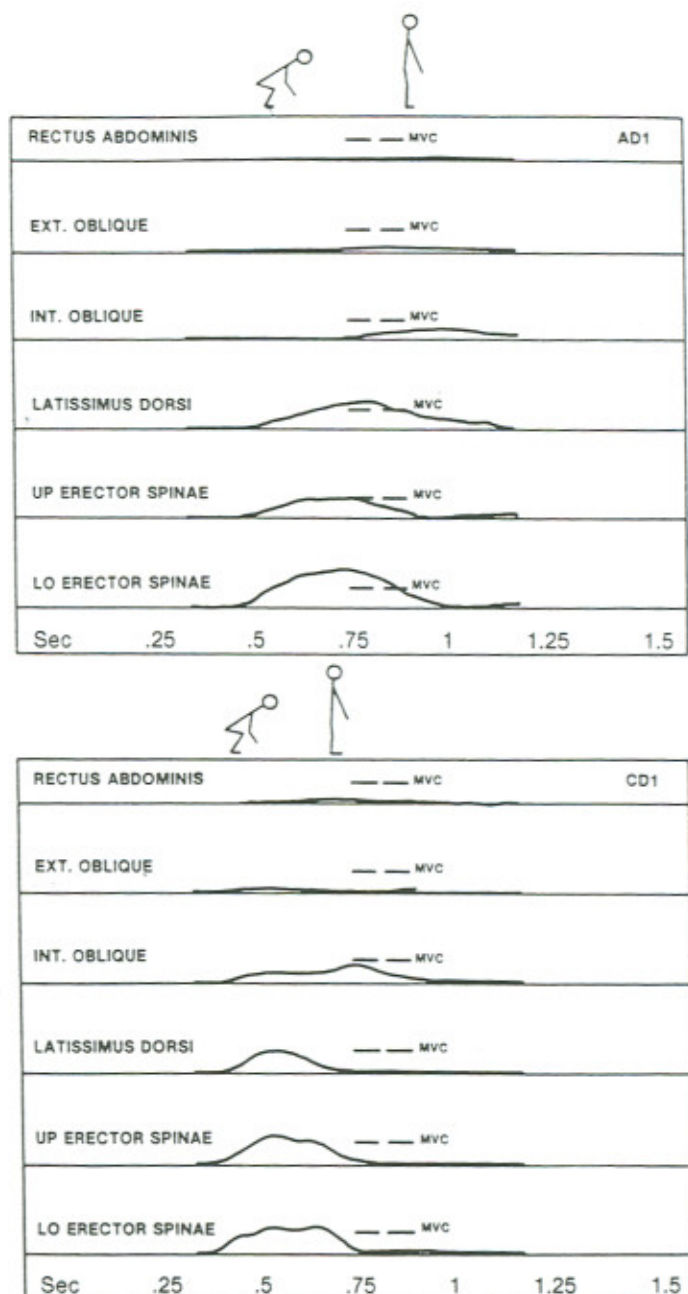 RECTUS ABDOMINIS MVC AD1
EXT. OBLIQUE MVC
INT. OBLIQUE MVC
LATISSIMUS DORSI MVC
UP ERECTOR SPINAE MVC
LO ERECTOR SPINAE MVC
Sec .25 .5 .75 1 1.25 1.5
RECTUS ABDOMINIS MVC CD1
EXT. OBLIQUE MVC
INT. OBLIQUE MVC
LATISSIMUS DORSI MVC
UP ERECTOR SPINAE MVC
LO ERECTOR SPINAE MVC
Sec .25 .5 .75 1 1.25 1.5